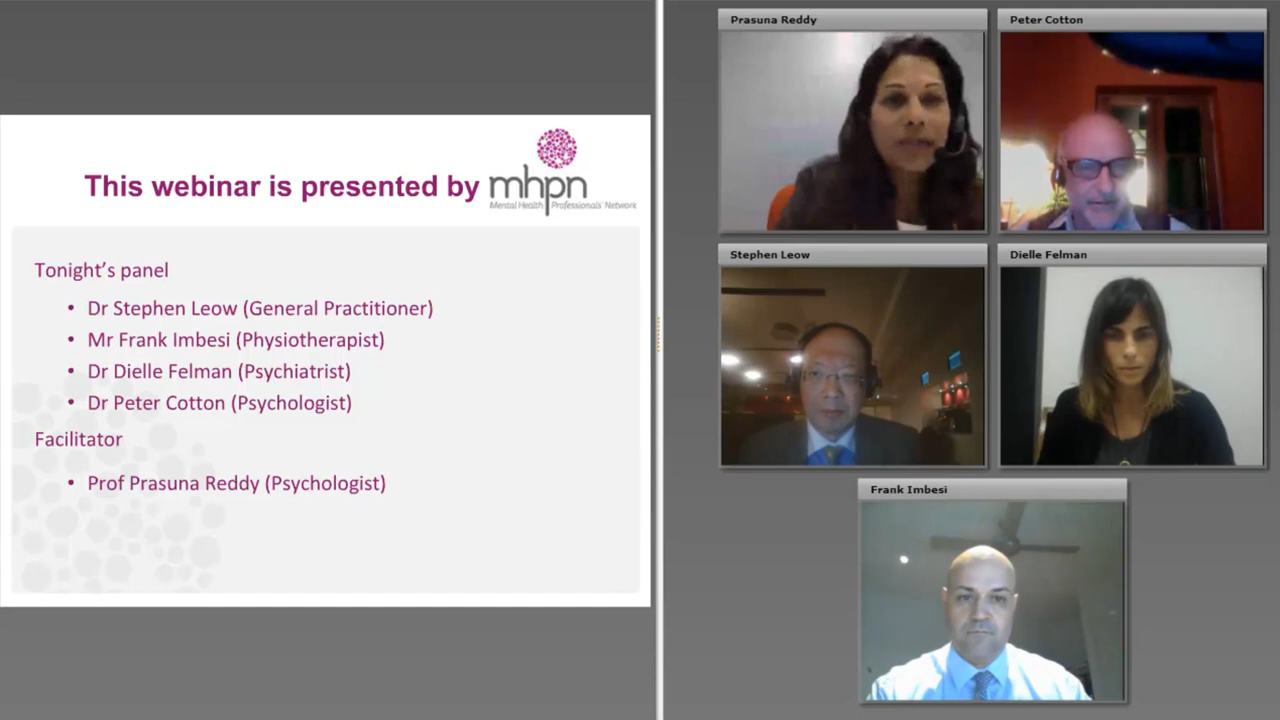 This webinar is presented by
mhpn
Mental Health Professionals' Network
Tonight's panel
• Dr Stephen Leow (General Practitioner)
• Mr Frank Imbesi (Physiotherapist)
• Dr Dielle Felman (Psychiatrist)
• Dr Peter Cotton (Psychologist)
Facilitator
• Prof Prasuna Reddy (Psychologist)
Prasuna Reddy
Peter Cotton
Stephen Leow
Dielle Felman
Frank Imbesi